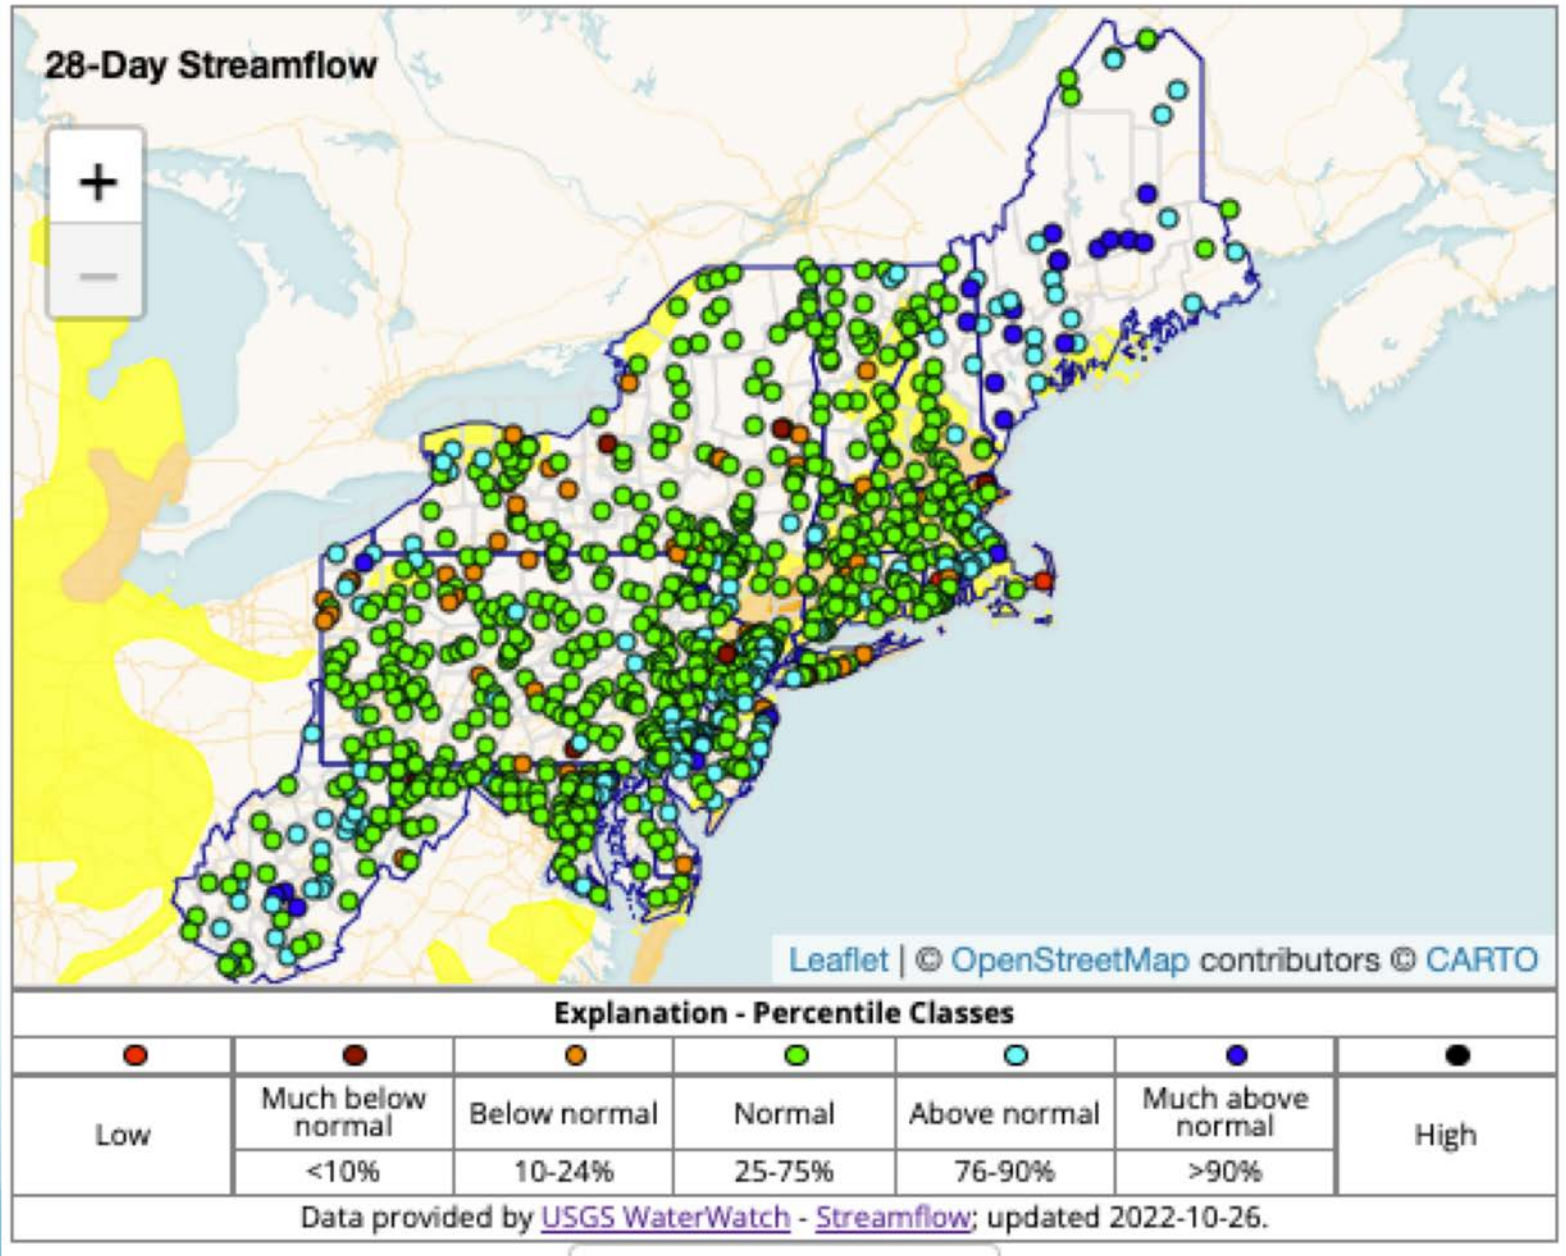 28-Day Streamflow
+
−
Leaflet | © OpenStreetMap contributors © CARTO
Explanation - Percentile Classes
Low
Much below normal
Below normal
Normal
Above normal
Much above normal
High
<10%
10-24%
25-75%
76-90%
>90%
Data provided by USGS WaterWatch - Streamflow; updated 2022-10-26.